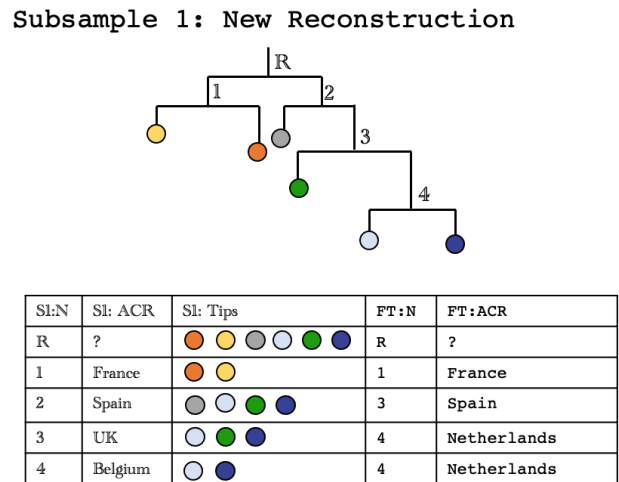 Subsample 1: New Reconstruction
R
1
2
3
4
S1:N S1: ACR S1: Tips FT:N FT:ACR
R ? R ?
1 France 1 France
2 Spain 3 Spain
3 UK 4 Netherlands
4 Belgium 4 Netherlands